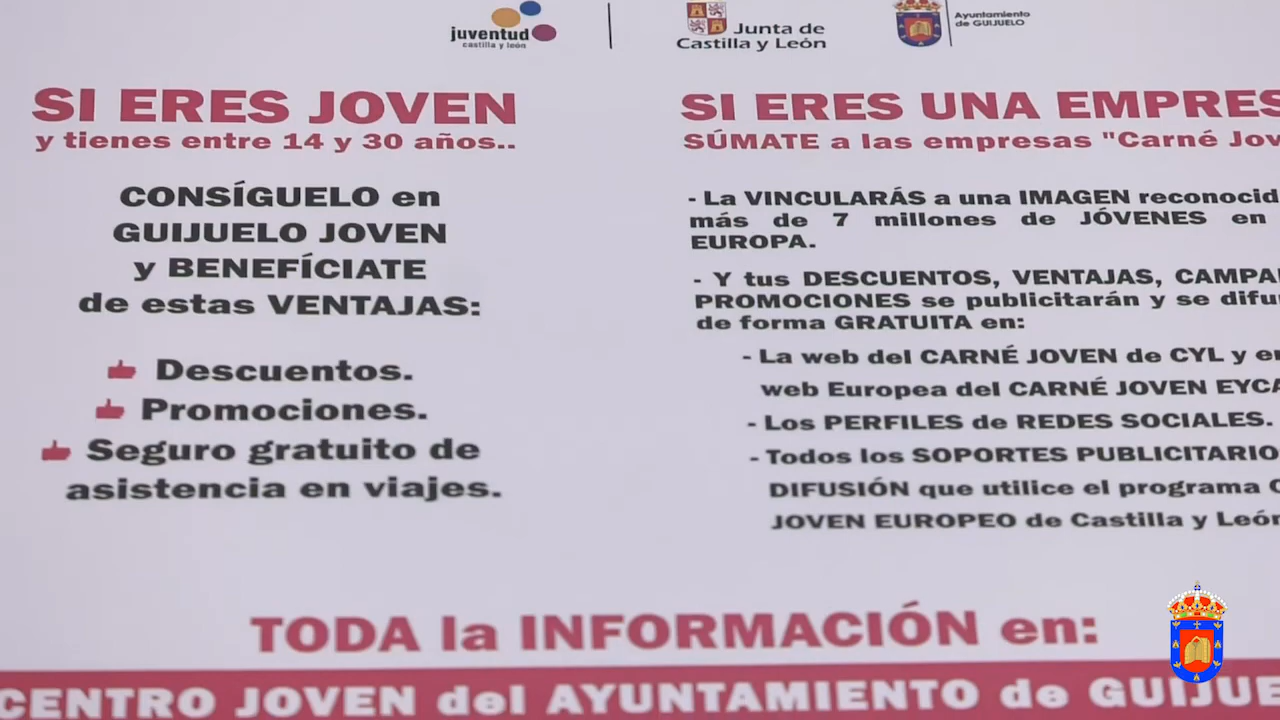 juventud
castilla y león
Junta de
Castilla y León
Ayuntamiento
de GUIJUELO
SI ERES JOVEN
y tienes entre 14 y 30 años..
CONSÍGUELO en
GUIJUELO JOVEN
y BENEFÍCIATE
de estas VENTAJAS:
Descuentos.
Promociones.
Seguro gratuito de
asistencia en viajes.
SI ERES UNA EMPRES
SÚMATE a las empresas "Carné Jov
- La VINCULARÁS a una IMAGEN reconocid
más de 7 millones de JÓVENES en
EUROPA.
- Y tus DESCUENTOS, VENTAJAS, CAMPA
PROMOCIONES se publicitarán y se difu
de forma GRATUITA en:
- La web del CARNÉ JOVEN de CYL y en
web Europea del CARNÉ JOVEN EYCA
- Los PERFILES de REDES SOCIALES.
- Todos los SOPORTES PUBLICITARIO
DIFUSIÓN que utilice el programa C
JOVEN EUROPEO de Castilla y León
TODA la INFORMACIÓN en:
CENTRO JOVEN del AYUNTAMIENTO de GUIJUE